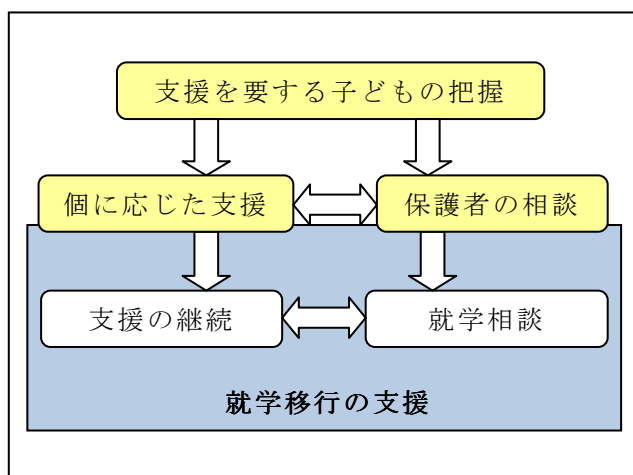 支援を要する子どもの把握
個に応じた支援
保護者の相談
支援の継続
就学相談
就学移行の支援